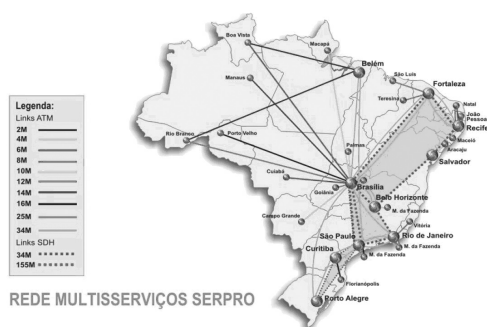 Boa Vista
Macapá
Belém
Manaus
São Luis
Fortaleza
Teresina
Natal
João
Pessoa
Recife
Maceió
Aracajo
Rio Branco
Porto Velho
Palmas
Salvador
Cuiabá
Brasília
Goiânia
Belo Horizonte
M. da Fazenda
Campo Grande
Vitória
São Paulo
Rio de Janeiro
M. da Fazenda
Curitiba
M. da Fazenda
Florianópolis
Porto Alegre
Legenda:
Links ATM
2M
4M
6M
8M
10M
12M
14M
16M
25M
34M
Links SDH
34M
155M
REDE MULTISSERVIÇOS SERPRO